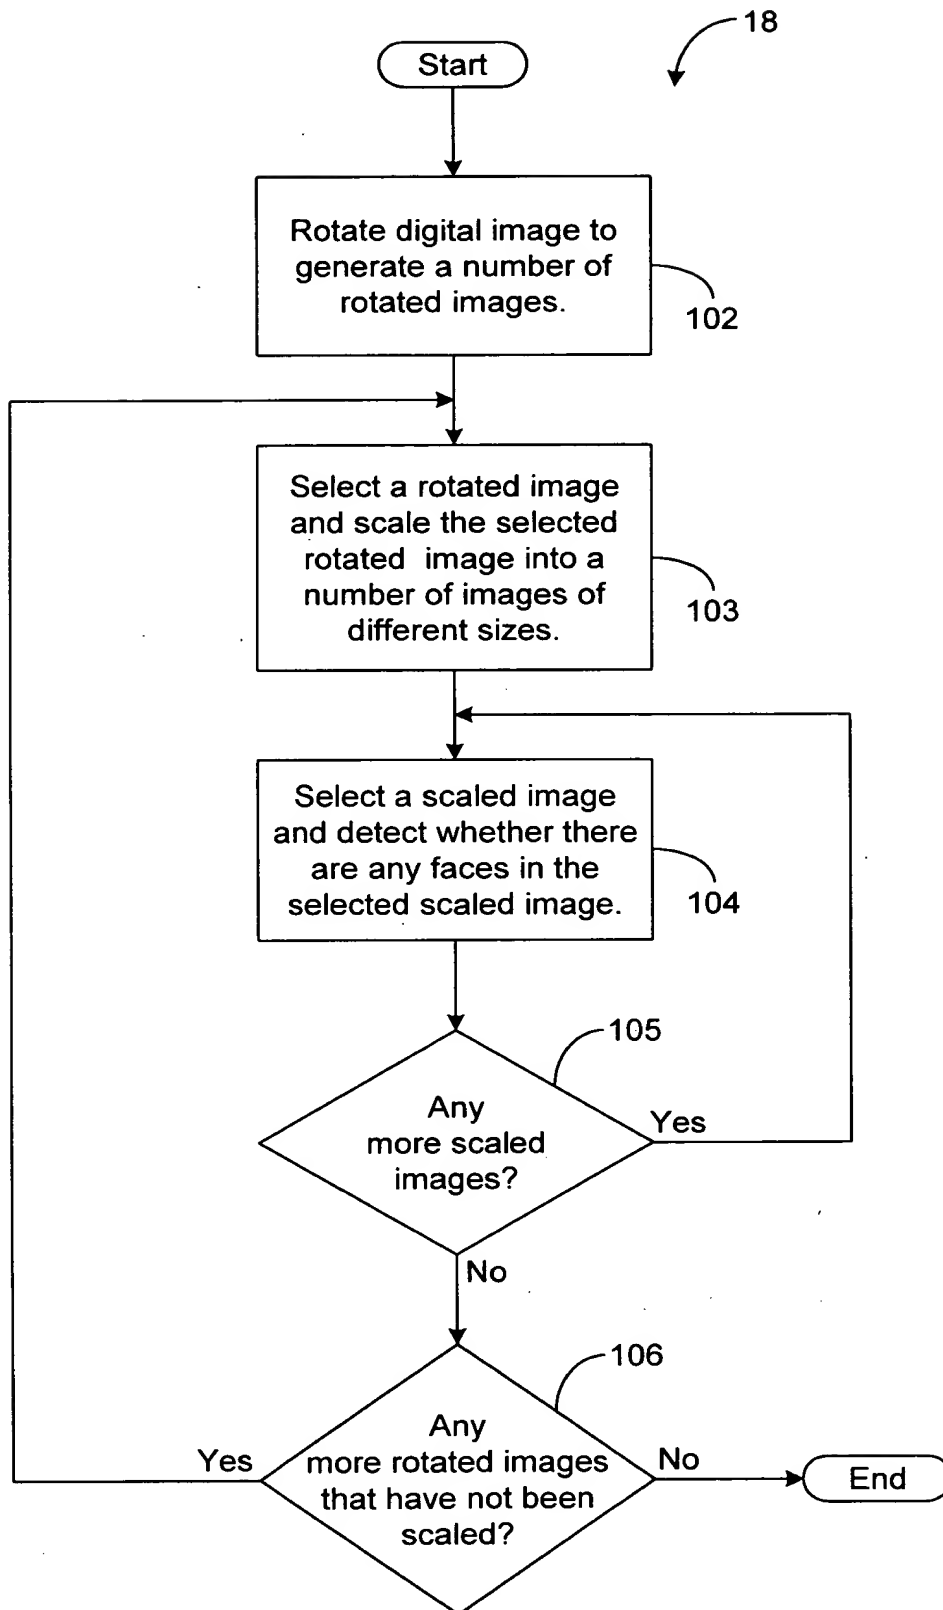 18
Start
Rotate digital image to
generate a number of
rotated images.
102
Select a rotated image
and scale the selected
rotated image into a
number of images of
different sizes.
103
Select a scaled image
and detect whether there
are any faces in the
selected scaled image.
104
105
Any
more scaled
images?
Yes
No
106
Any
more rotated images
that have not been
scaled?
Yes
No
End